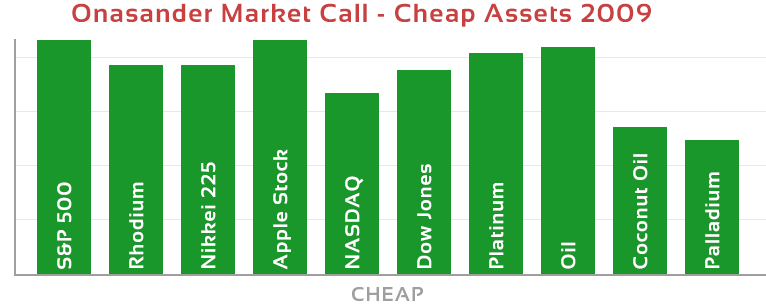 Onasander Market Call - Cheap Assets 2009
S&P 500
Rhodium
Nikkei 225
Apple Stock
NASDAQ
Dow Jones
Platinum
Oil
Coconut Oil
Palladium
CHEAP